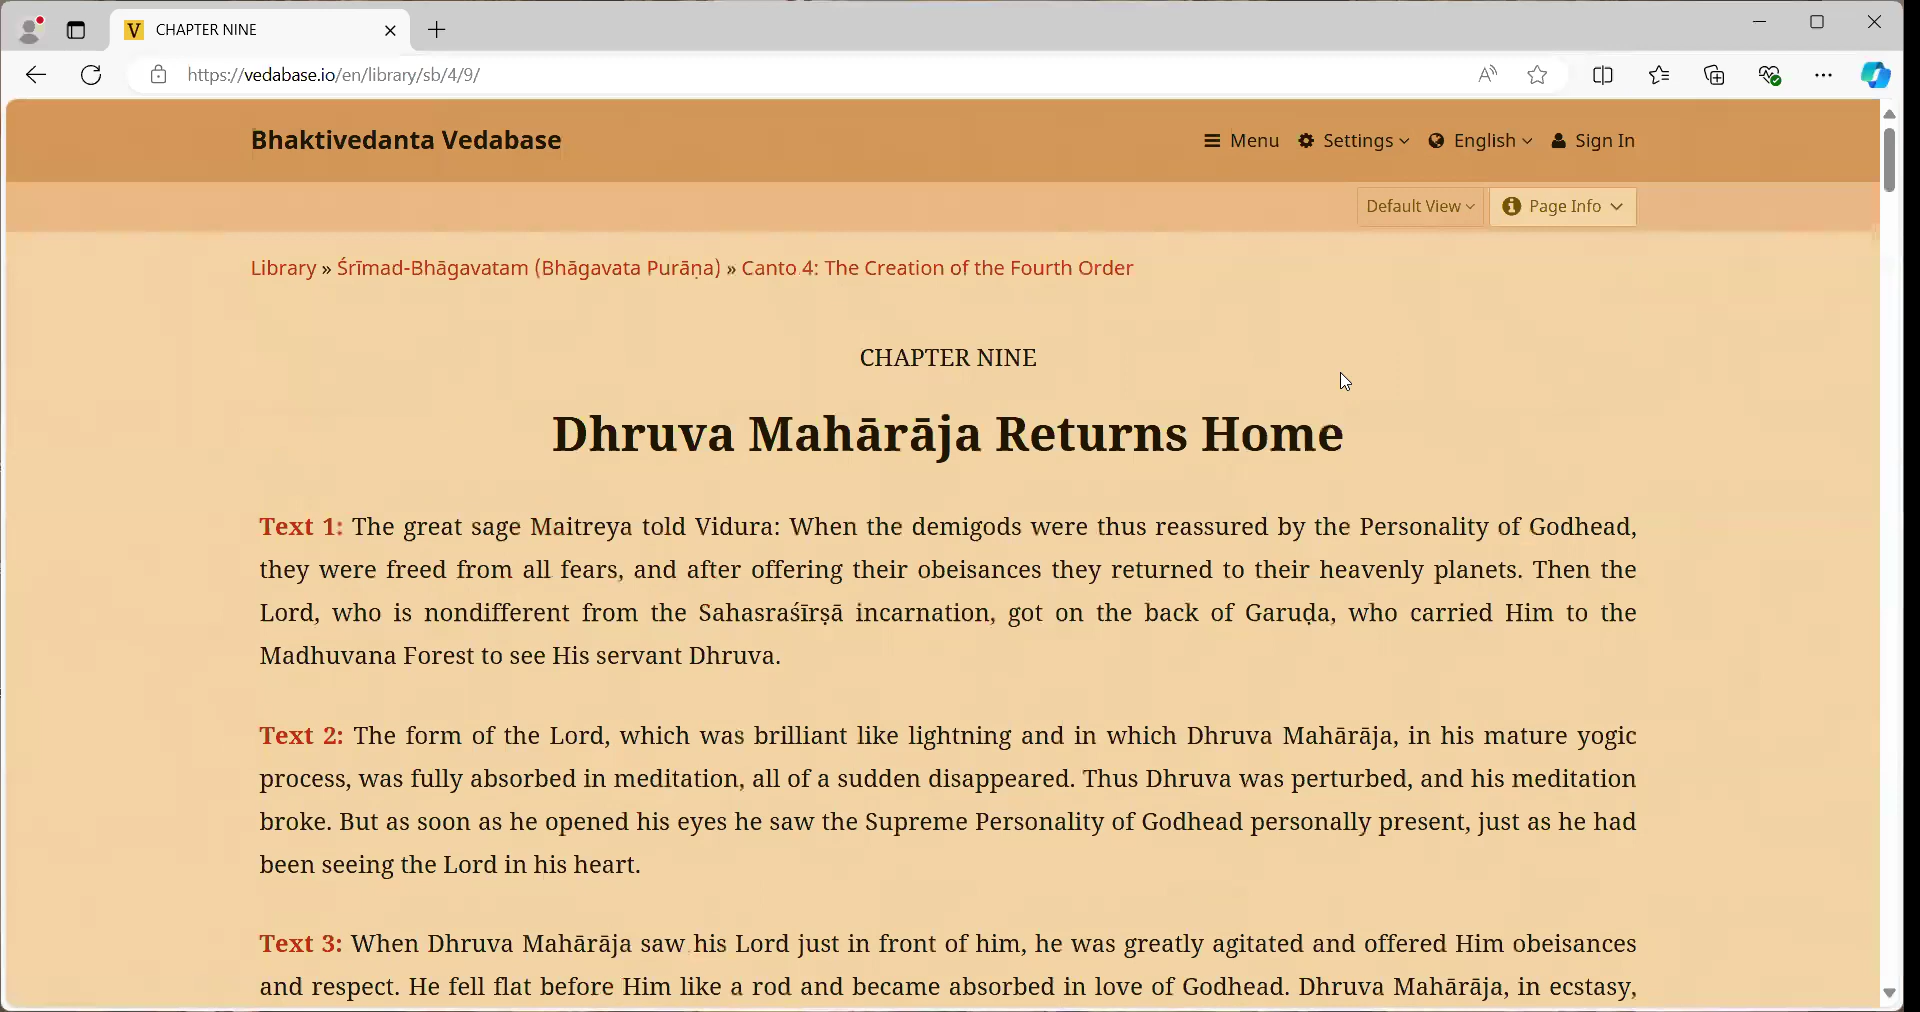 CHAPTER NINE
https://vedabase.io/en/library/sb/4/9/
Bhaktivedanta Vedabase
Menu Settings English Sign In
Default View Page Info
Library » Śrīmad-Bhāgavatam (Bhāgavata Purāṇa) » Canto 4: The Creation of the Fourth Order
CHAPTER NINE
Dhruva Mahārāja Returns Home
Text 1: The great sage Maitreya told Vidura: When the demigods were thus reassured by the Personality of Godhead,
they were freed from all fears, and after offering their obeisances they returned to their heavenly planets. Then the
Lord, who is nondifferent from the Sahasraśīrṣā incarnation, got on the back of Garuḍa, who carried Him to the
Madhuvana Forest to see His servant Dhruva.
Text 2: The form of the Lord, which was brilliant like lightning and in which Dhruva Mahārāja, in his mature yogic
process, was fully absorbed in meditation, all of a sudden disappeared. Thus Dhruva was perturbed, and his meditation
broke. But as soon as he opened his eyes he saw the Supreme Personality of Godhead personally present, just as he had
been seeing the Lord in his heart.
Text 3: When Dhruva Mahārāja saw his Lord just in front of him, he was greatly agitated and offered Him obeisances
and respect. He fell flat before Him like a rod and became absorbed in love of Godhead. Dhruva Mahārāja, in ecstasy,